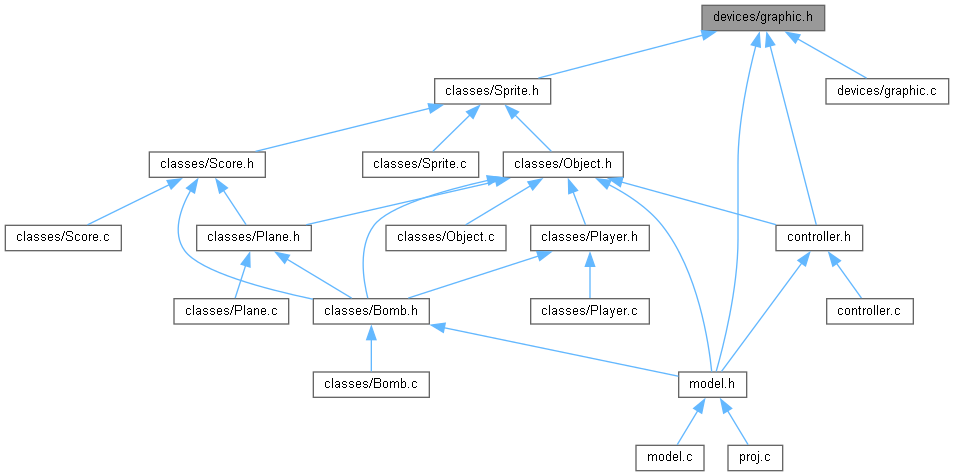 devices/graphic.h
classes/Sprite.h
devices/graphic.c
classes/Score.h
classes/Sprite.c
classes/Object.h
classes/Score.c
classes/Plane.h
classes/Object.c
classes/Player.h
controller.h
classes/Plane.c
classes/Bomb.h
classes/Player.c
controller.c
classes/Bomb.c
model.h
model.c
proj.c